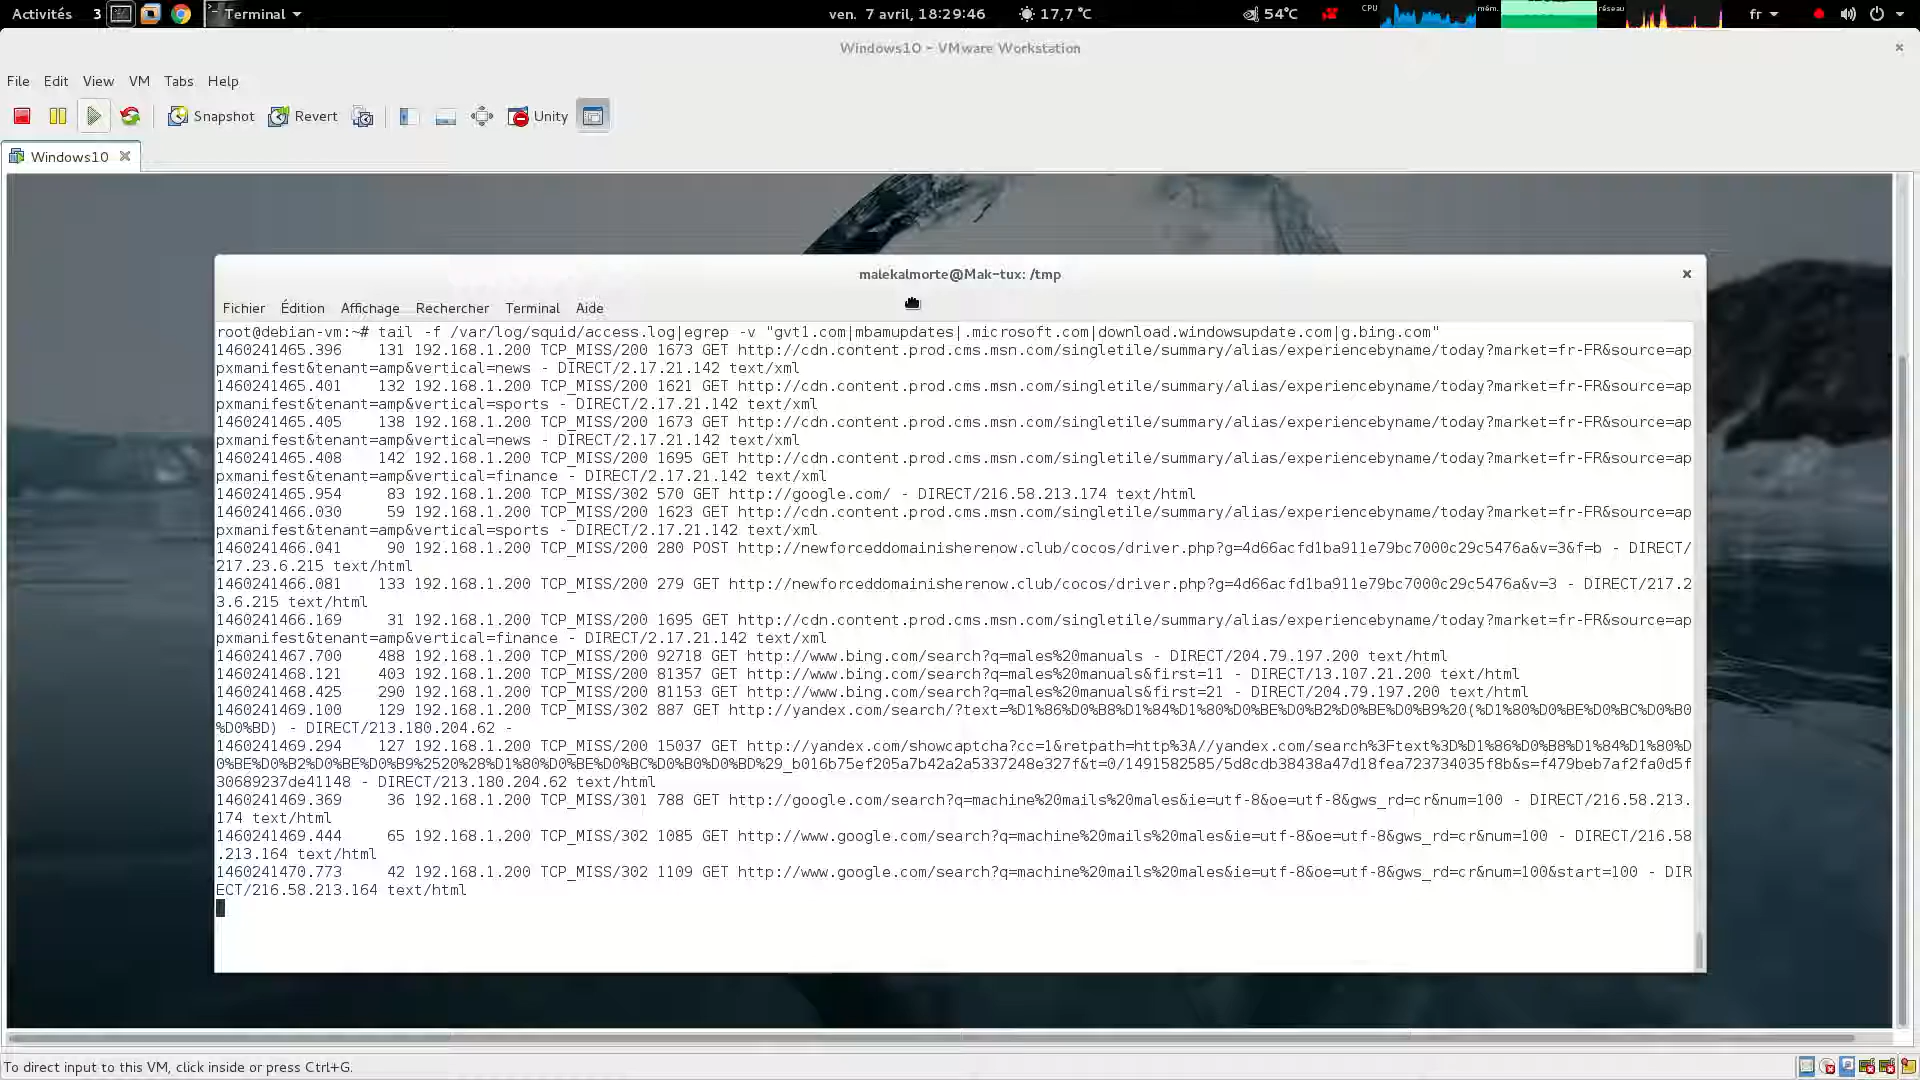 Activités 3 Terminal ven. 7 avril, 18:29:46 17,7 °C 54°C CPU mém. réseau fr
Windows10 - VMware Workstation
File Edit View VM Tabs Help
Snapshot Revert Unity
Windows10
malekalmorte@Mak-tux: /tmp
Fichier Édition Affichage Rechercher Terminal Aide
root@debian-vm:~# tail -f /var/log/squid/access.log|egrep -v "gvt1.com|mbamupdates|.microsoft.com|download.windowsupdate.com|g.bing.com"
1460241465.396 131 192.168.1.200 TCP_MISS/200 1673 GET http://cdn.content.prod.cms.msn.com/singletile/summary/alias/experiencebyname/today?market=fr-FR&source=ap
pxmanifest&tenant=amp&vertical=news - DIRECT/2.17.21.142 text/xml
1460241465.401 132 192.168.1.200 TCP_MISS/200 1621 GET http://cdn.content.prod.cms.msn.com/singletile/summary/alias/experiencebyname/today?market=fr-FR&source=ap
pxmanifest&tenant=amp&vertical=sports - DIRECT/2.17.21.142 text/xml
1460241465.405 138 192.168.1.200 TCP_MISS/200 1673 GET http://cdn.content.prod.cms.msn.com/singletile/summary/alias/experiencebyname/today?market=fr-FR&source=ap
pxmanifest&tenant=amp&vertical=news - DIRECT/2.17.21.142 text/xml
1460241465.408 142 192.168.1.200 TCP_MISS/200 1695 GET http://cdn.content.prod.cms.msn.com/singletile/summary/alias/experiencebyname/today?market=fr-FR&source=ap
pxmanifest&tenant=amp&vertical=finance - DIRECT/2.17.21.142 text/xml
1460241465.954 83 192.168.1.200 TCP_MISS/302 570 GET http://google.com/ - DIRECT/216.58.213.174 text/html
1460241466.030 59 192.168.1.200 TCP_MISS/200 1623 GET http://cdn.content.prod.cms.msn.com/singletile/summary/alias/experiencebyname/today?market=fr-FR&source=ap
pxmanifest&tenant=amp&vertical=sports - DIRECT/2.17.21.142 text/xml
1460241466.041 90 192.168.1.200 TCP_MISS/200 280 POST http://newforceddomainisherenow.club/cocos/driver.php?g=4d66acfd1ba911e79bc7000c29c5476a&v=3&f=b - DIRECT/
217.23.6.215 text/html
1460241466.081 133 192.168.1.200 TCP_MISS/200 279 GET http://newforceddomainisherenow.club/cocos/driver.php?g=4d66acfd1ba911e79bc7000c29c5476a&v=3 - DIRECT/217.2
3.6.215 text/html
1460241466.169 31 192.168.1.200 TCP_MISS/200 1695 GET http://cdn.content.prod.cms.msn.com/singletile/summary/alias/experiencebyname/today?market=fr-FR&source=ap
pxmanifest&tenant=amp&vertical=finance - DIRECT/2.17.21.142 text/xml
1460241467.700 488 192.168.1.200 TCP_MISS/200 92718 GET http://www.bing.com/search?q=males%20manuals - DIRECT/204.79.197.200 text/html
1460241468.121 403 192.168.1.200 TCP_MISS/200 81357 GET http://www.bing.com/search?q=males%20manuals&first=11 - DIRECT/13.107.21.200 text/html
1460241468.425 290 192.168.1.200 TCP_MISS/200 81153 GET http://www.bing.com/search?q=males%20manuals&first=21 - DIRECT/204.79.197.200 text/html
1460241469.100 129 192.168.1.200 TCP_MISS/302 887 GET http://yandex.com/search/?text=%D1%86%D0%B8%D1%84%D1%80%D0%BE%D0%B2%D0%BE%D0%B9%20(%D1%80%D0%BE%D0%BC%D0%B0
%D0%BD) - DIRECT/213.180.204.62 -
1460241469.294 127 192.168.1.200 TCP_MISS/200 15037 GET http://yandex.com/showcaptcha?cc=1&retpath=http%3A//yandex.com/search%3Ftext%3D%D1%86%D0%B8%D1%84%D1%80%D
0%BE%D0%B2%D0%BE%D0%B9%2520%28%D1%80%D0%BE%D0%BC%D0%B0%D0%BD%29_b016b75ef205a7b42a2a5337248e327f&t=0/1491582585/5d8cdb38438a47d18fea723734035f8b&s=f479beb7af2fa0d5f
30689237de41148 - DIRECT/213.180.204.62 text/html
1460241469.369 36 192.168.1.200 TCP_MISS/301 788 GET http://google.com/search?q=machine%20mails%20males&ie=utf-8&oe=utf-8&gws_rd=cr&num=100 - DIRECT/216.58.213.
174 text/html
1460241469.444 65 192.168.1.200 TCP_MISS/302 1085 GET http://www.google.com/search?q=machine%20mails%20males&ie=utf-8&oe=utf-8&gws_rd=cr&num=100 - DIRECT/216.58
.213.164 text/html
1460241470.773 42 192.168.1.200 TCP_MISS/302 1109 GET http://www.google.com/search?q=machine%20mails%20males&ie=utf-8&oe=utf-8&gws_rd=cr&num=100&start=100 - DIR
ECT/216.58.213.164 text/html
To direct input to this VM, click inside or press Ctrl+G.